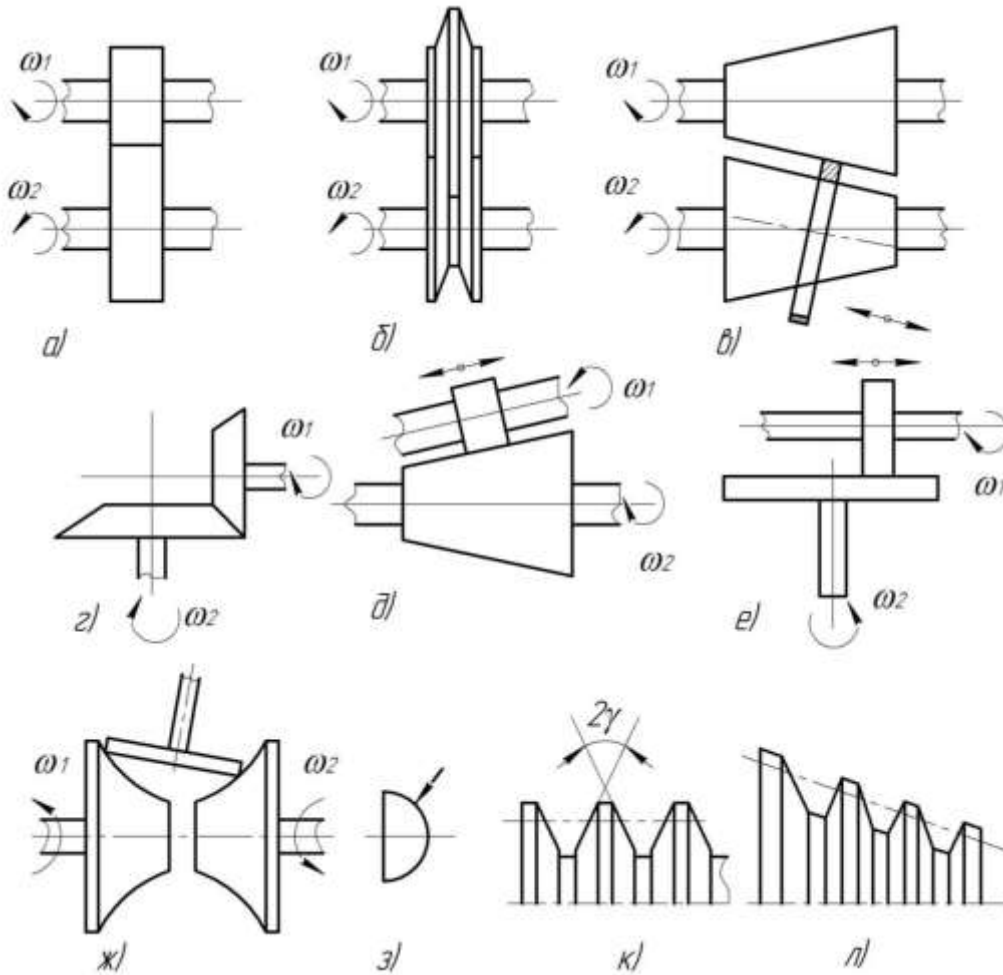 ω1 ω1 ω1
ω2 ω2 ω2
а) б) в)
ω1 ω1 ω1
ω2 ω2 ω2
г) д) е)
2γ
ω1 ω2
ж) з) к) л)